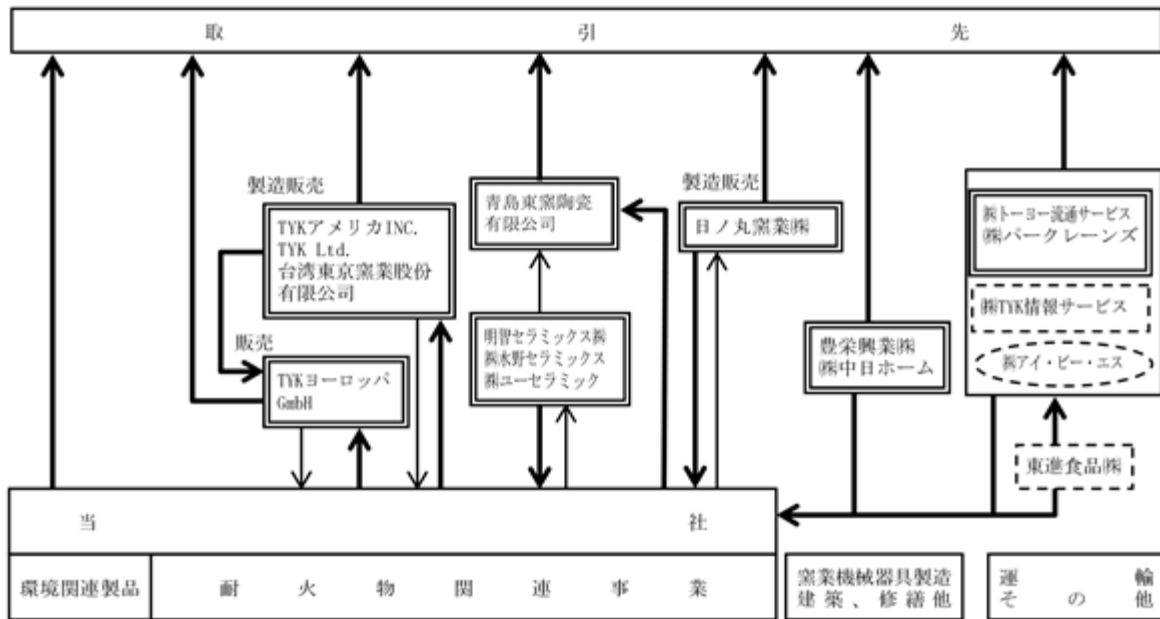 取引先
製造販売
TYKアメリカINC.
TYK Ltd.
台湾東京窯業股份
有限公司
販売
TYKヨーロッパ
GmbH
青島東窯陶瓷
有限公司
明智セラミックス㈱
㈱水野セラミックス
㈱ユーセラミック
製造販売
日ノ丸窯業㈱
豊栄興業㈱
㈱中日ホーム
㈱トーヨー流通サービス
㈱パークレーンズ
㈱TYK情報サービス
㈱アイ・ピー・エス
東進食品㈱
当社
環境関連製品
耐火物関連事業
窯業機械器具製造
建築、修繕他
運輸
その他